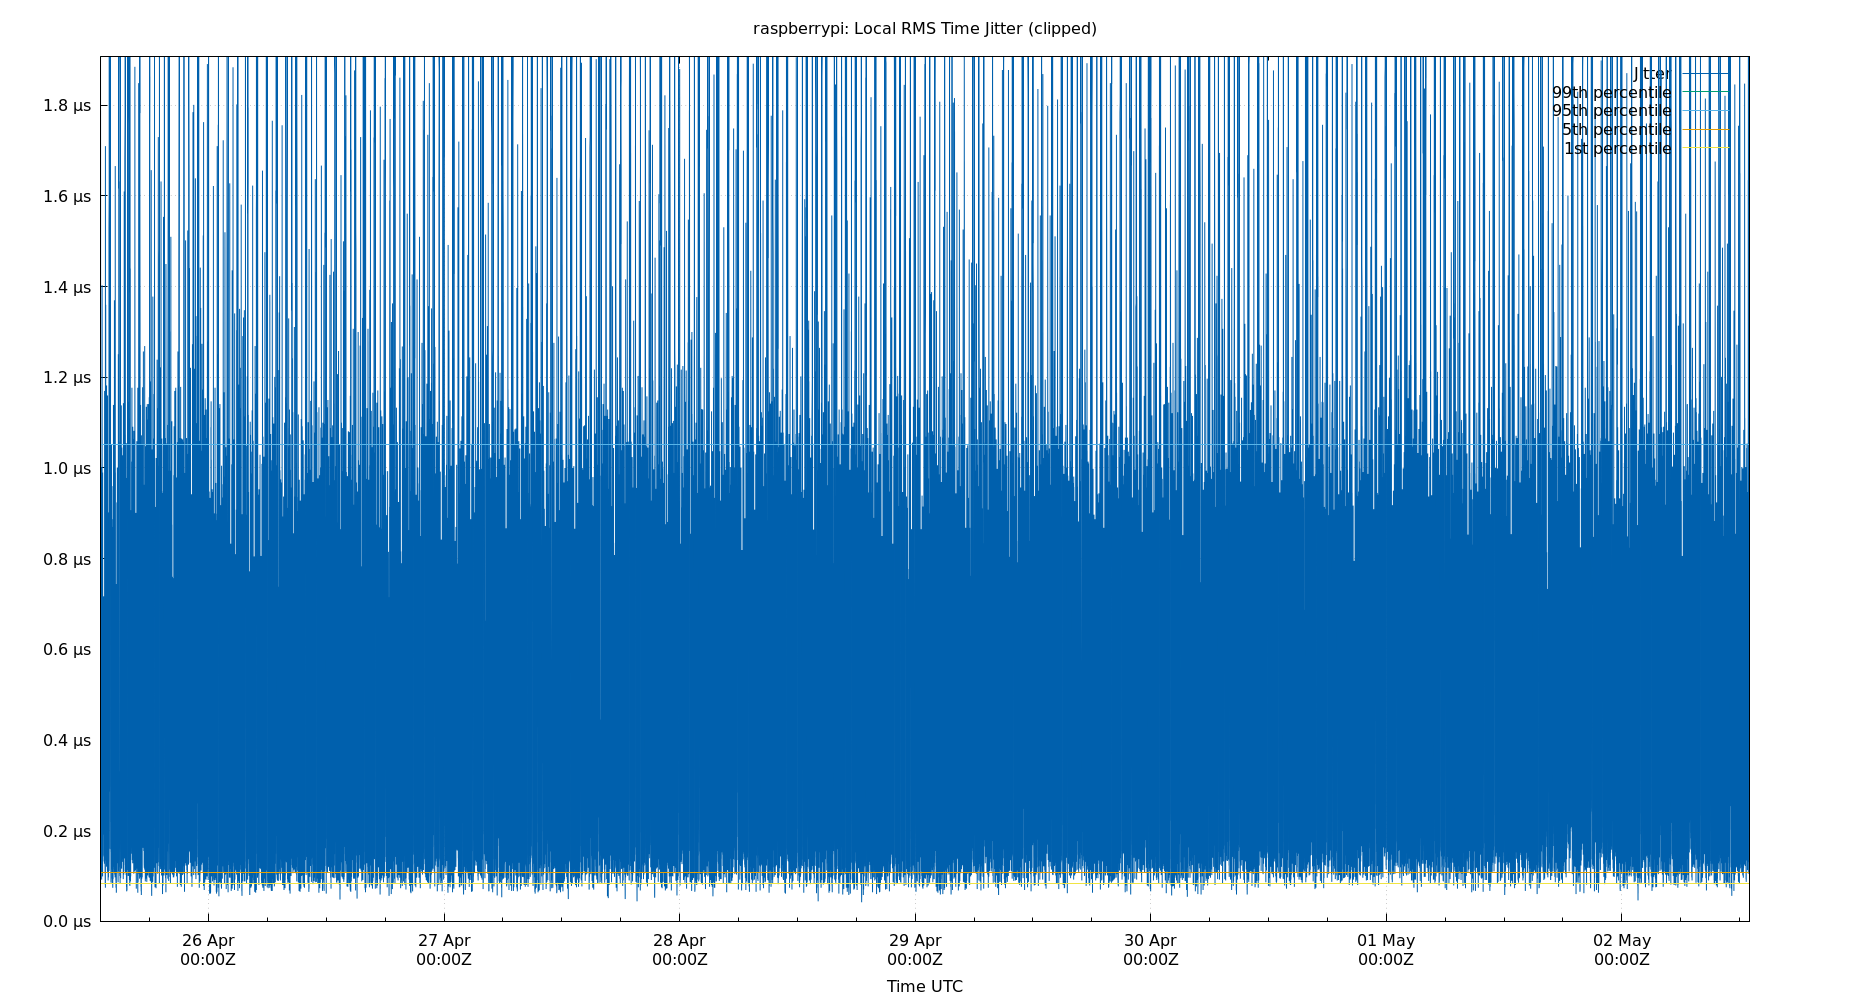 raspberrypi: Local RMS Time Jitter (clipped)
Jitter
99th percentile
95th percentile
5th percentile
1st percentile
1.8 µs
1.6 µs
1.4 µs
1.2 µs
1.0 µs
0.8 µs
0.6 µs
0.4 µs
0.2 µs
0.0 µs
26 Apr 27 Apr 28 Apr 29 Apr 30 Apr 01 May 02 May
00:00Z 00:00Z 00:00Z 00:00Z 00:00Z 00:00Z 00:00Z
Time UTC